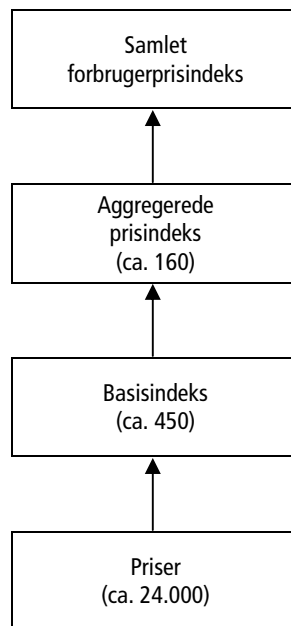 Samlet
forbrugerprisindeks
Aggregerede
prisindeks
(ca. 160)
Basisindeks
(ca. 450)
Priser
(ca. 24.000)